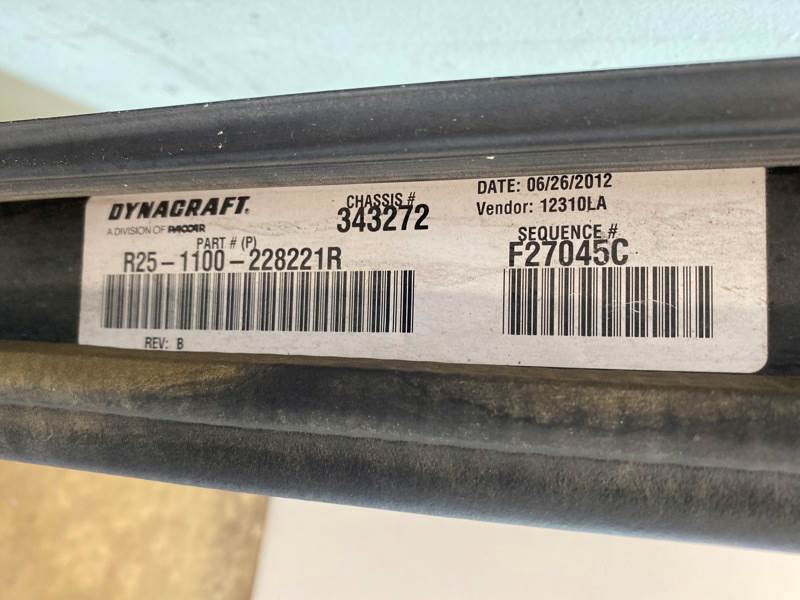 DYNACRAFT.
A DIVISION OF PACCAR
CHASSIS #
343272
DATE: 06/26/2012
Vendor: 12310LA
PART # (P)
R25-1100-228221R
SEQUENCE #
F27045C
REV: B